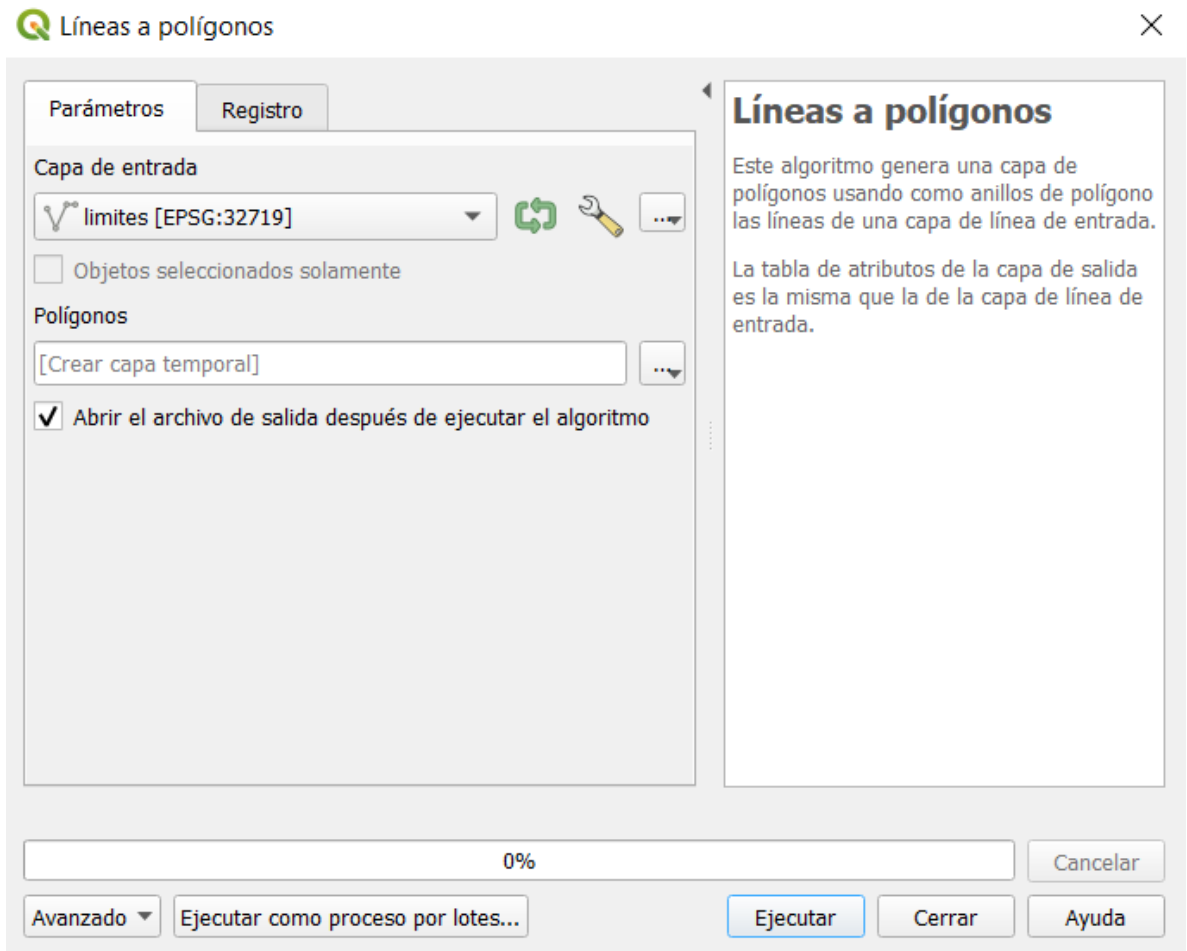 Líneas a polígonos
Parámetros
Registro
Capa de entrada
limites [EPSG:32719]
...
Objetos seleccionados solamente
Polígonos
[Crear capa temporal]
...
Abrir el archivo de salida después de ejecutar el algoritmo
Líneas a polígonos
Este algoritmo genera una capa de
polígonos usando como anillos de polígono
las líneas de una capa de línea de entrada.
La tabla de atributos de la capa de salida
es la misma que la de la capa de línea de
entrada.
0%
Cancelar
Avanzado
Ejecutar como proceso por lotes...
Ejecutar
Cerrar
Ayuda